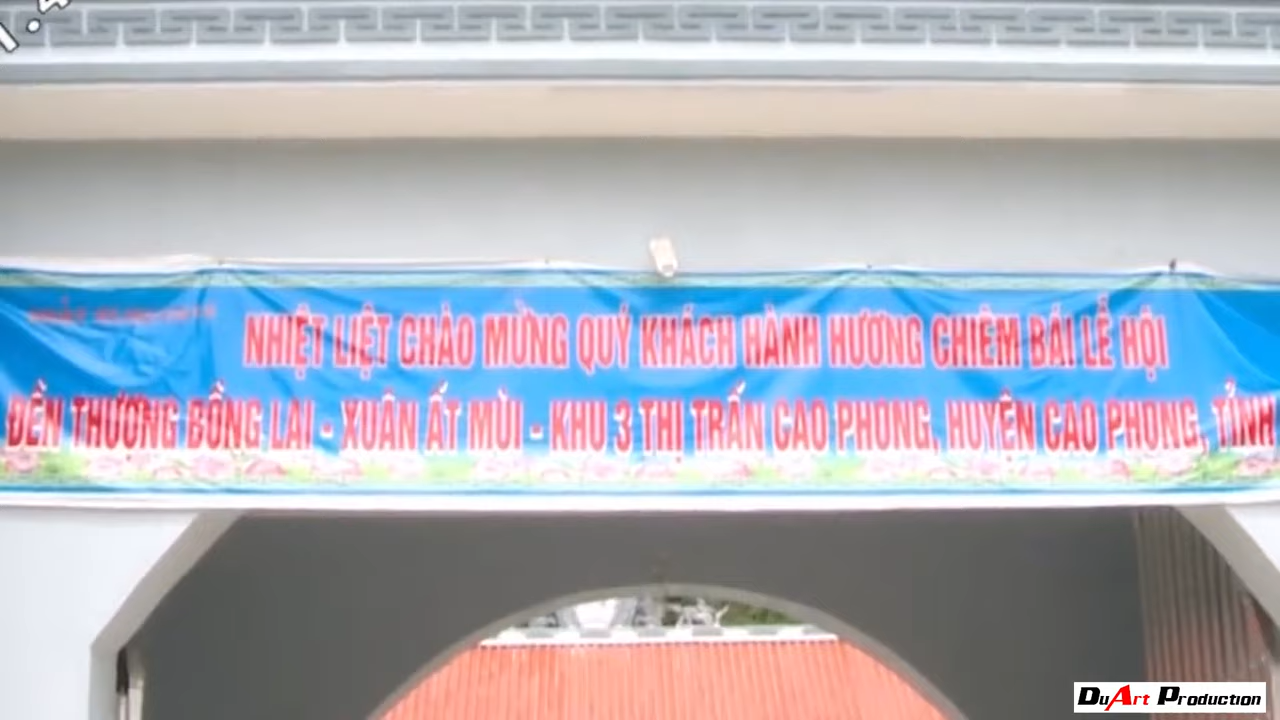 NHIỆT LIỆT CHÀO MỪNG QUÝ KHÁCH HÀNH HƯƠNG CHIÊM BÁI LỄ HỘI
ĐỀN THƯỢNG BỒNG LAI - XUÂN ẤT MÙI - KHU 3 THỊ TRẤN CAO PHONG, HUYỆN CAO PHONG, TỈNH
DuArt Production